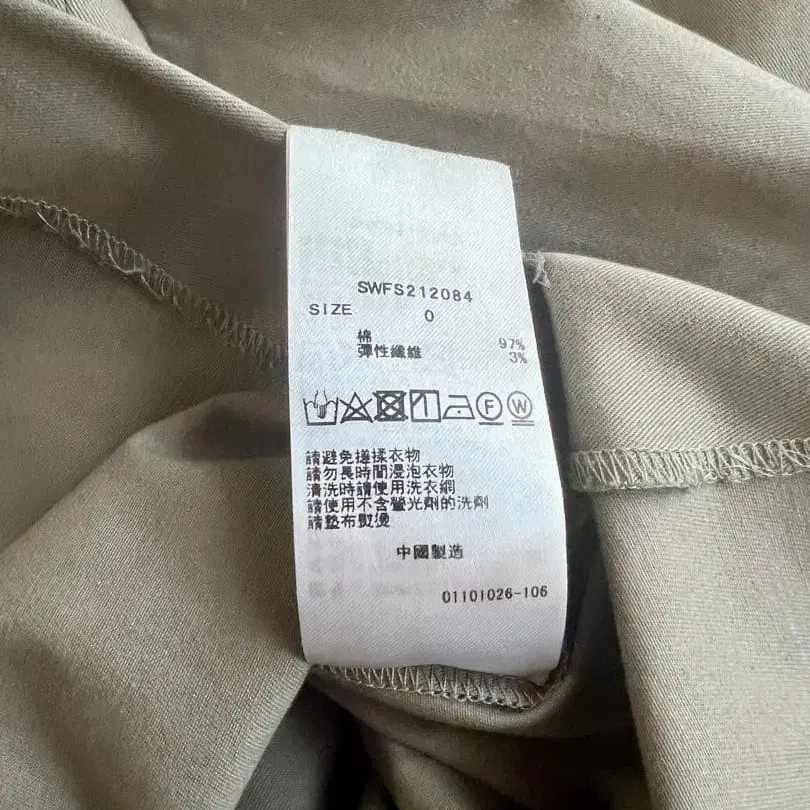 SWFS212084
SIZE 0
棉 97%
彈性纖維 3%
F W
請避免搓揉衣物
請勿長時間浸泡衣物
清洗時請使用洗衣網
請使用不含螢光劑的洗劑
請墊布熨燙
中國製造
01101026-106